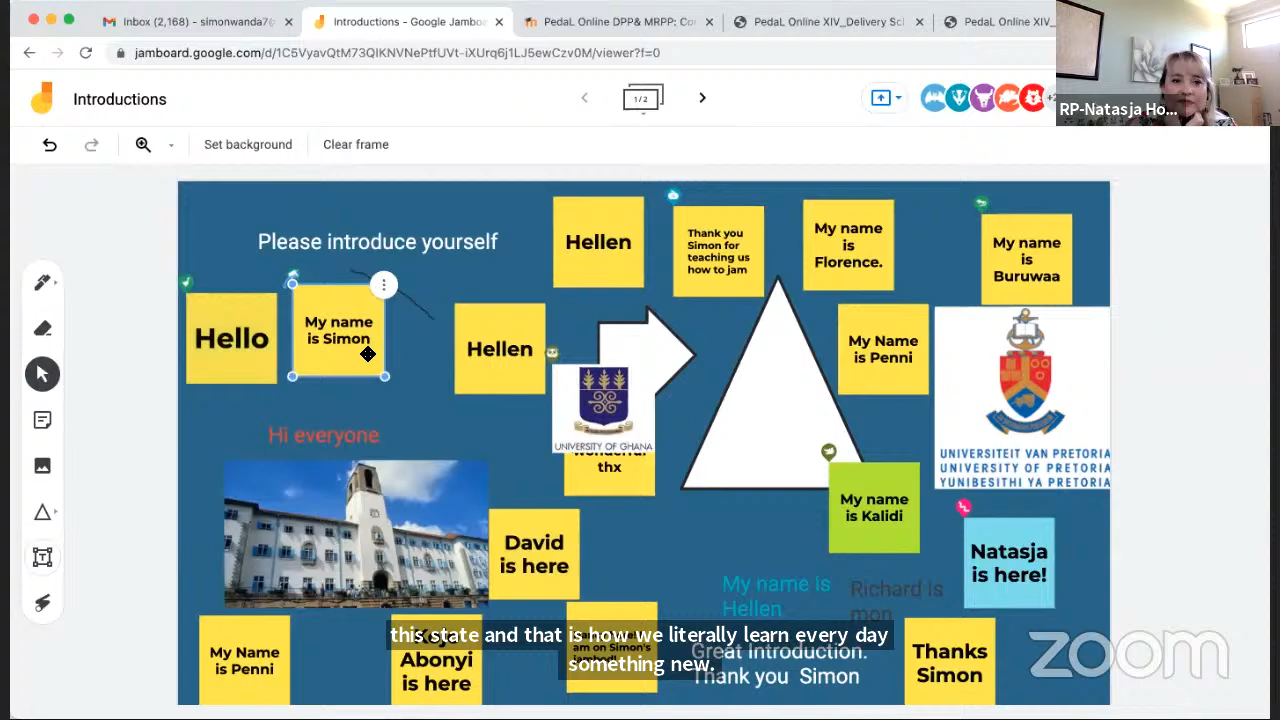 Inbox (2,168) - simonwanda7@
Introductions - Google Jamboa
PedaL Online DPP& MRPP: Co
PedaL Online XIV_Delivery Sc
PedaL Online XIV_
jamboard.google.com/d/1C5VyavQtM73QIKNVNePtfUVt-iXUrq6j1LJ5ewCzv0M/viewer?f=0
RP-Natasja Ho...
Introductions
1/2
Set background
Clear frame
Please introduce yourself
Hellen
Thank you
Simon for
teaching us
how to jam
My name
is
Florence.
My name
is
Buruwaa
Hello
My name
is Simon
Hellen
My Name
is Penni
UNIVERSITY OF GHANA
thx
UNIVERSITEIT VAN PRETORIA
UNIVERSITY OF PRETORIA
YUNIBESITHI YA PRETORIA
Hi everyone
My name
is Kalidi
David
is here
Natasja
is here!
My name is
Hellen
Richard is
mon
My Name
is Penni
Abonyi
is here
am on Simon's
Great Introduction.
Thank you Simon
Thanks
Simon
this state and that is how we literally learn every day
something new.
zoom